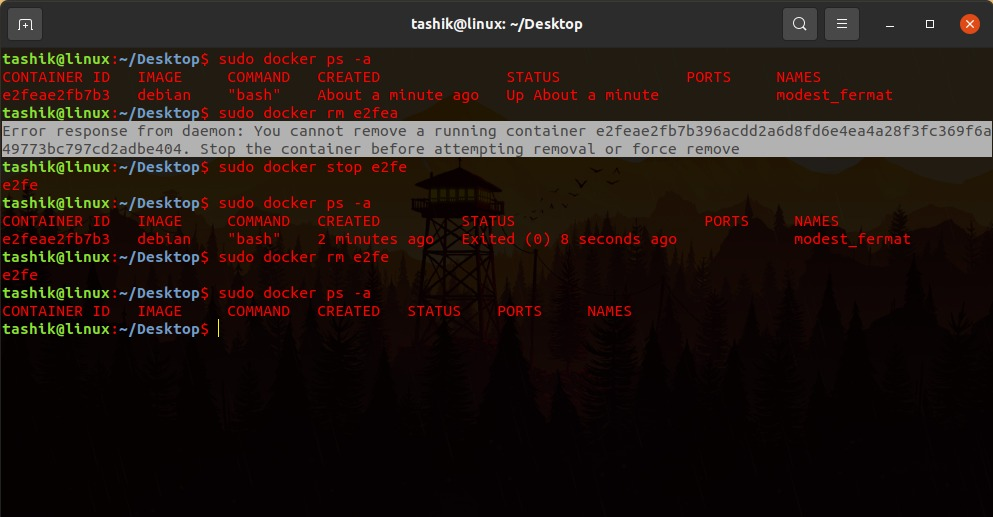 tashik@linux: ~/Desktop
tashik@linux:~/Desktop$ sudo docker ps -a
CONTAINER ID   IMAGE     COMMAND   CREATED              STATUS              PORTS     NAMES
e2feae2fb7b3   debian    "bash"    About a minute ago   Up About a minute             modest_fermat
tashik@linux:~/Desktop$ sudo docker rm e2fea
Error response from daemon: You cannot remove a running container e2feae2fb7b396acdd2a6d8fd6e4ea4a28f3fc369f6a
49773bc797cd2adbe404. Stop the container before attempting removal or force remove
tashik@linux:~/Desktop$ sudo docker stop e2fe
e2fe
tashik@linux:~/Desktop$ sudo docker ps -a
CONTAINER ID   IMAGE     COMMAND   CREATED         STATUS                     PORTS     NAMES
e2feae2fb7b3   debian    "bash"    2 minutes ago   Exited (0) 8 seconds ago             modest_fermat
tashik@linux:~/Desktop$ sudo docker rm e2fe
e2fe
tashik@linux:~/Desktop$ sudo docker ps -a
CONTAINER ID   IMAGE     COMMAND   CREATED   STATUS    PORTS     NAMES
tashik@linux:~/Desktop$